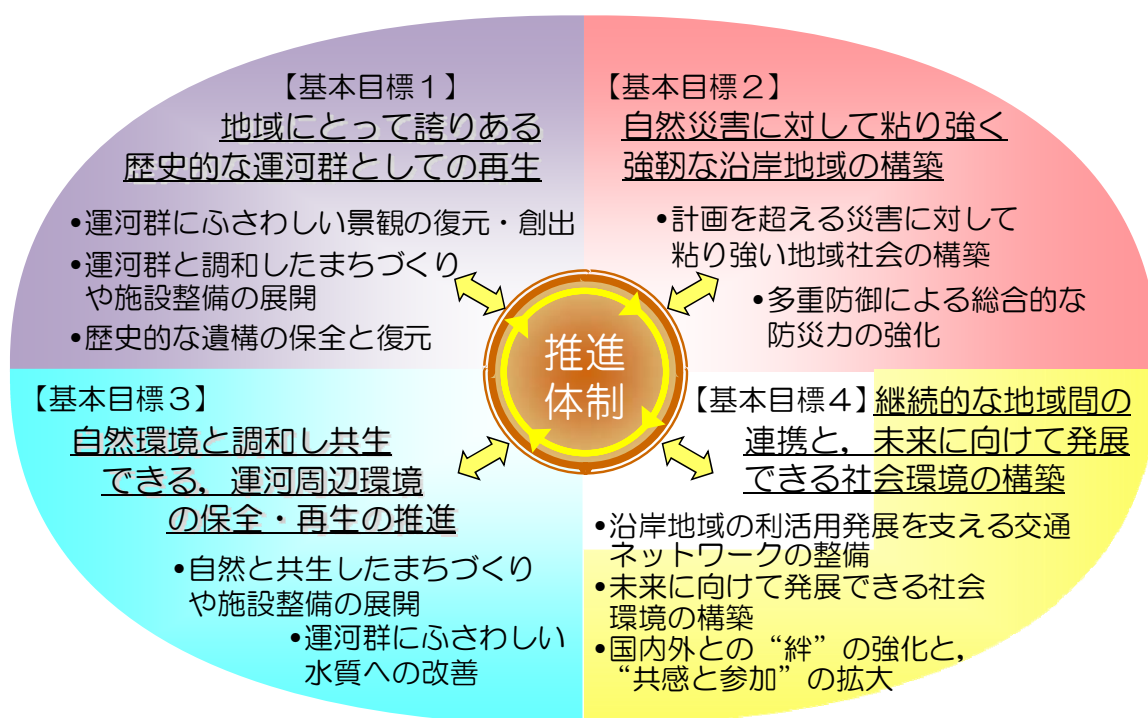 【基本目標１】
地域にとって誇りある
歴史的な運河群としての再生
•運河群にふさわしい景観の復元・創出
•運河群と調和したまちづくり
や施設整備の展開
•歴史的な遺構の保全と復元
【基本目標２】
自然災害に対して粘り強く
強靭な沿岸地域の構築
•計画を超える災害に対して
粘り強い地域社会の構築
•多重防御による総合的な
防災力の強化
推進
体制
【基本目標３】
自然環境と調和し共生
できる，運河周辺環境
の保全・再生の推進
•自然と共生したまちづくり
や施設整備の展開
•運河群にふさわしい
水質への改善
【基本目標４】継続的な地域間の
連携と，未来に向けて発展
できる社会環境の構築
•沿岸地域の利活用発展を支える交通
ネットワークの整備
•未来に向けて発展できる社会
環境の構築
•国内外との“絆”の強化と，
“共感と参加”の拡大